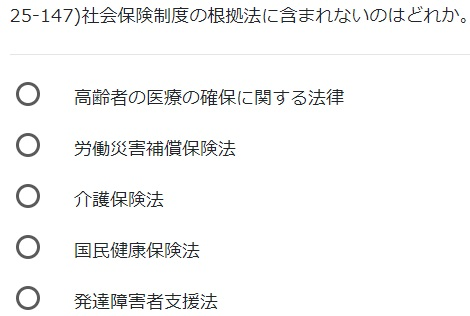 25-147)社会保険制度の根拠法に含まれないのはどれか。
高齢者の医療の確保に関する法律
労働災害補償保険法
介護保険法
国民健康保険法
発達障害者支援法